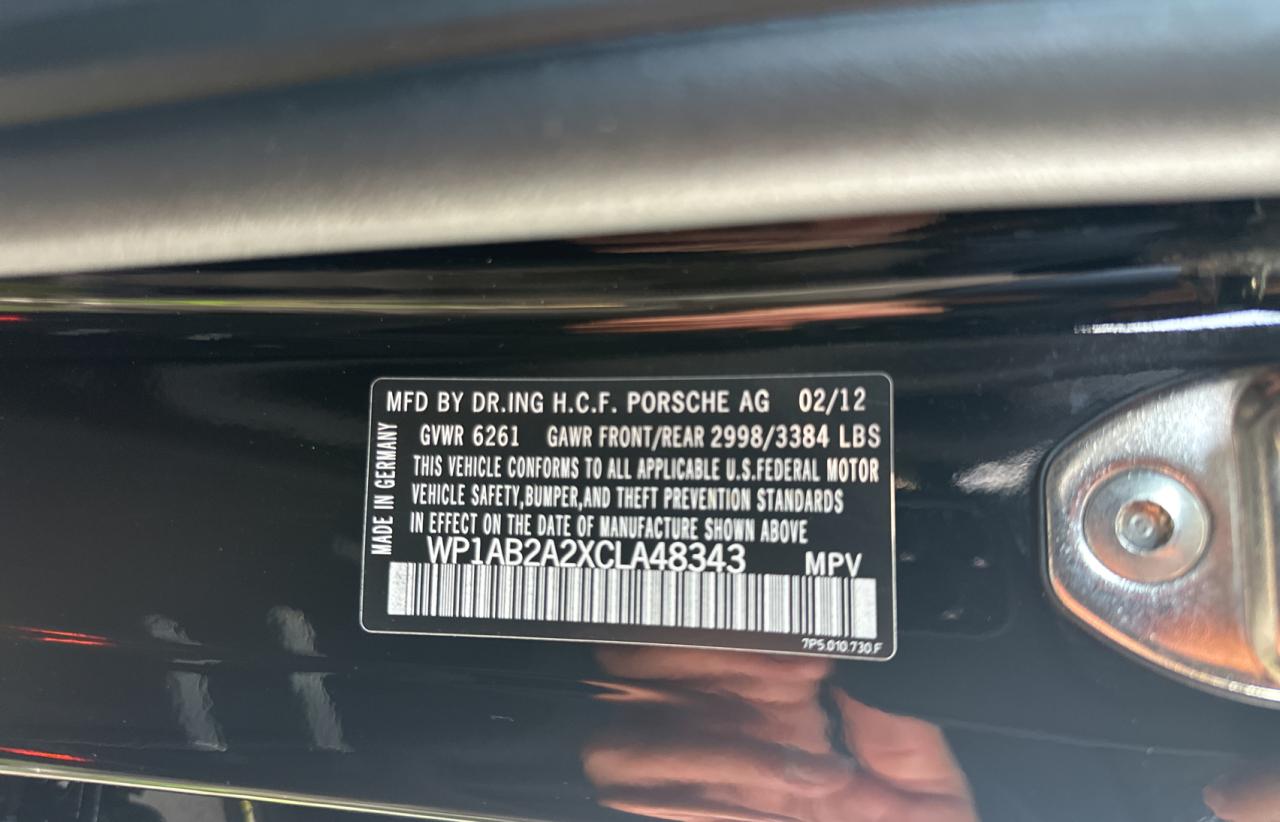 MFD BY DR.ING H.C.F. PORSCHE AG 02/12
GVWR 6261 GAWR FRONT/REAR 2998/3384 LBS
THIS VEHICLE CONFORMS TO ALL APPLICABLE U.S.FEDERAL MOTOR
VEHICLE SAFETY,BUMPER,AND THEFT PREVENTION STANDARDS
IN EFFECT ON THE DATE OF MANUFACTURE SHOWN ABOVE
MADE IN GERMANY
WP1AB2A2XCLA48343 MPV
7P5.010.730.F